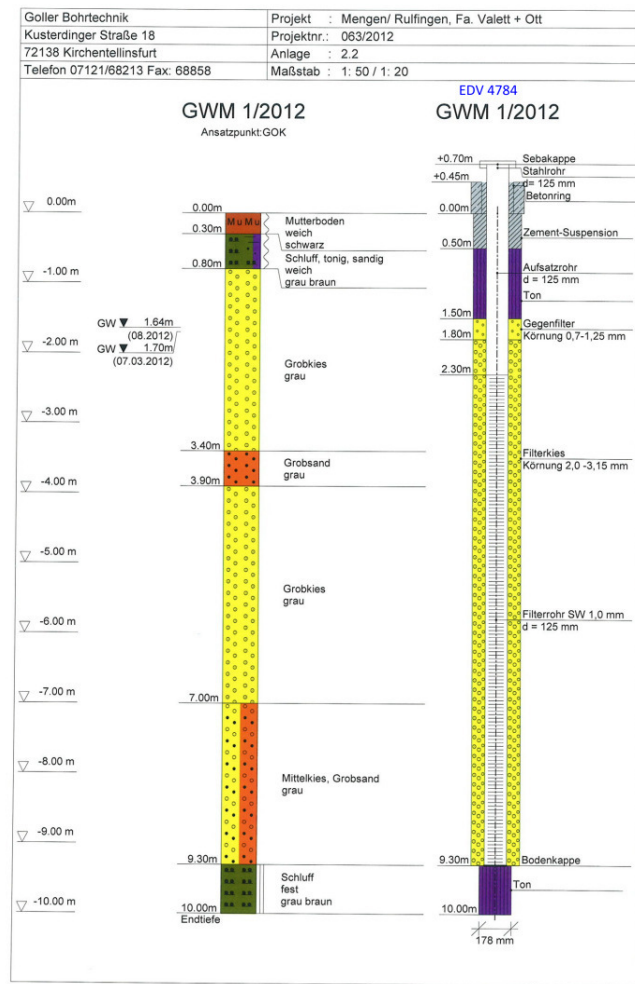 Goller Bohrtechnik
Projekt : Mengen/ Rulfingen, Fa. Valett + Ott
Kusterdinger Straße 18
Projektnr.: 063/2012
72138 Kirchentellinsfurt
Anlage : 2.2
Telefon 07121/68213 Fax: 68858
Maßstab : 1: 50 / 1: 20
EDV 4784
GWM 1/2012
GWM 1/2012
Ansatzpunkt:GOK
0.00m
-1.00 m
-2.00 m
-3.00 m
-4.00 m
-5.00 m
-6.00 m
-7.00 m
-8.00 m
-9.00 m
-10.00 m
GW 1.64m
(08.2012)
GW 1.70m
(07.03.2012)
0.00m
0.30m
0.80m
3.40m
3.90m
7.00m
9.30m
10.00m
Endtiefe
Mu Mu
Mutterboden
weich
schwarz
Schluff, tonig, sandig
weich
grau braun
Grobkies
grau
Grobsand
grau
Grobkies
grau
Mittelkies, Grobsand
grau
Schluff
fest
grau braun
+0.70m
+0.45m
0.00m
0.50m
1.50m
1.80m
2.30m
9.30m
10.00m
178 mm
Sebakappe
Stahlrohr
d= 125 mm
Betonring
Zement-Suspension
Aufsatzrohr
d = 125 mm
Ton
Gegenfilter
Körnung 0,7-1,25 mm
Filterkies
Körnung 2,0 -3,15 mm
Filterrohr SW 1,0 mm
d = 125 mm
Bodenkappe
Ton